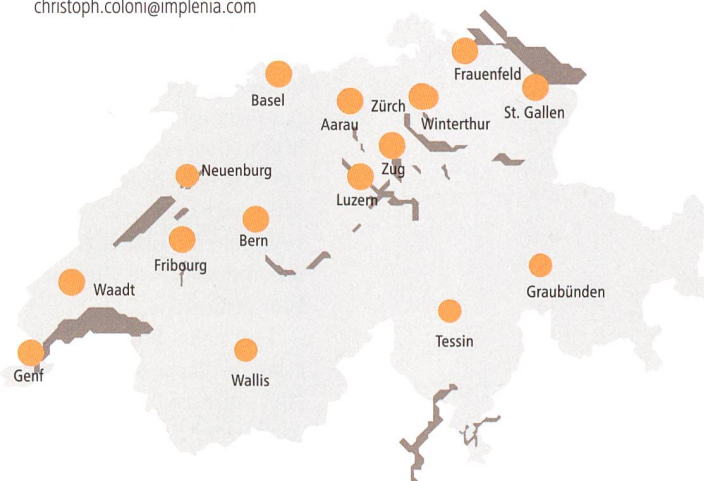 christoph.coloni@implenia.com
Frauenfeld
Basel
Zürch
St. Gallen
Aarau
Winterthur
Neuenburg
Zug
Luzern
Bern
Fribourg
Waadt
Graubünden
Tessin
Genf
Wallis